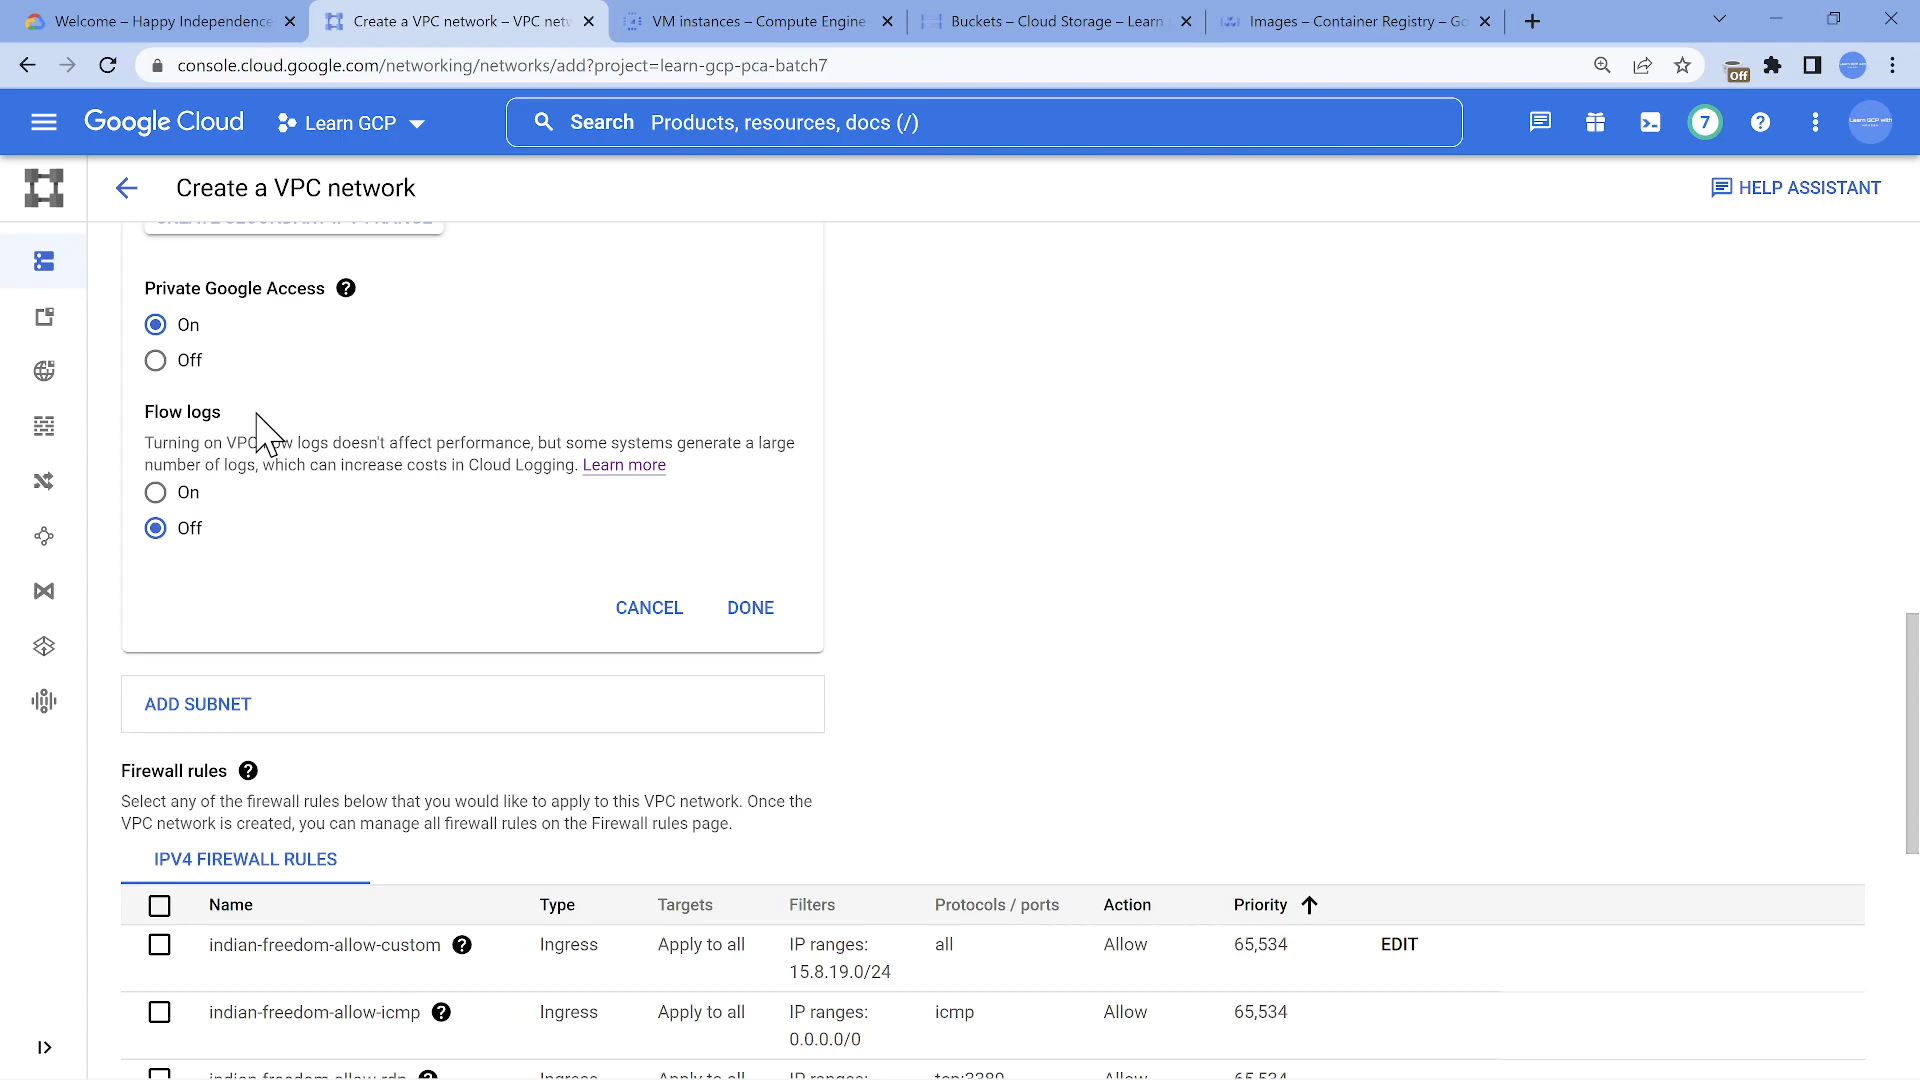 Welcome – Happy Independence
Create a VPC network – VPC netw
VM instances – Compute Engine
Buckets – Cloud Storage – Learn
Images – Container Registry – Go
console.cloud.google.com/networking/networks/add?project=learn-gcp-pca-batch7
Off
Google Cloud
Learn GCP
Search Products, resources, docs (/)
7
Create a VPC network
HELP ASSISTANT
CREATE SECONDARY IPV4 RANGE
Private Google Access
On
Off
Flow logs
Turning on VPC flow logs doesn't affect performance, but some systems generate a large
number of logs, which can increase costs in Cloud Logging. Learn more
On
Off
CANCEL
DONE
ADD SUBNET
Firewall rules
Select any of the firewall rules below that you would like to apply to this VPC network. Once the
VPC network is created, you can manage all firewall rules on the Firewall rules page.
IPV4 FIREWALL RULES
Name Type Targets Filters Protocols / ports Action Priority
indian-freedom-allow-custom Ingress Apply to all IP ranges: all Allow 65,534 EDIT
15.8.19.0/24
indian-freedom-allow-icmp Ingress Apply to all IP ranges: icmp Allow 65,534
0.0.0.0/0
indian-freedom-allow-rdp Ingress Apply to all IP ranges: tcp:3389 Allow 65,534